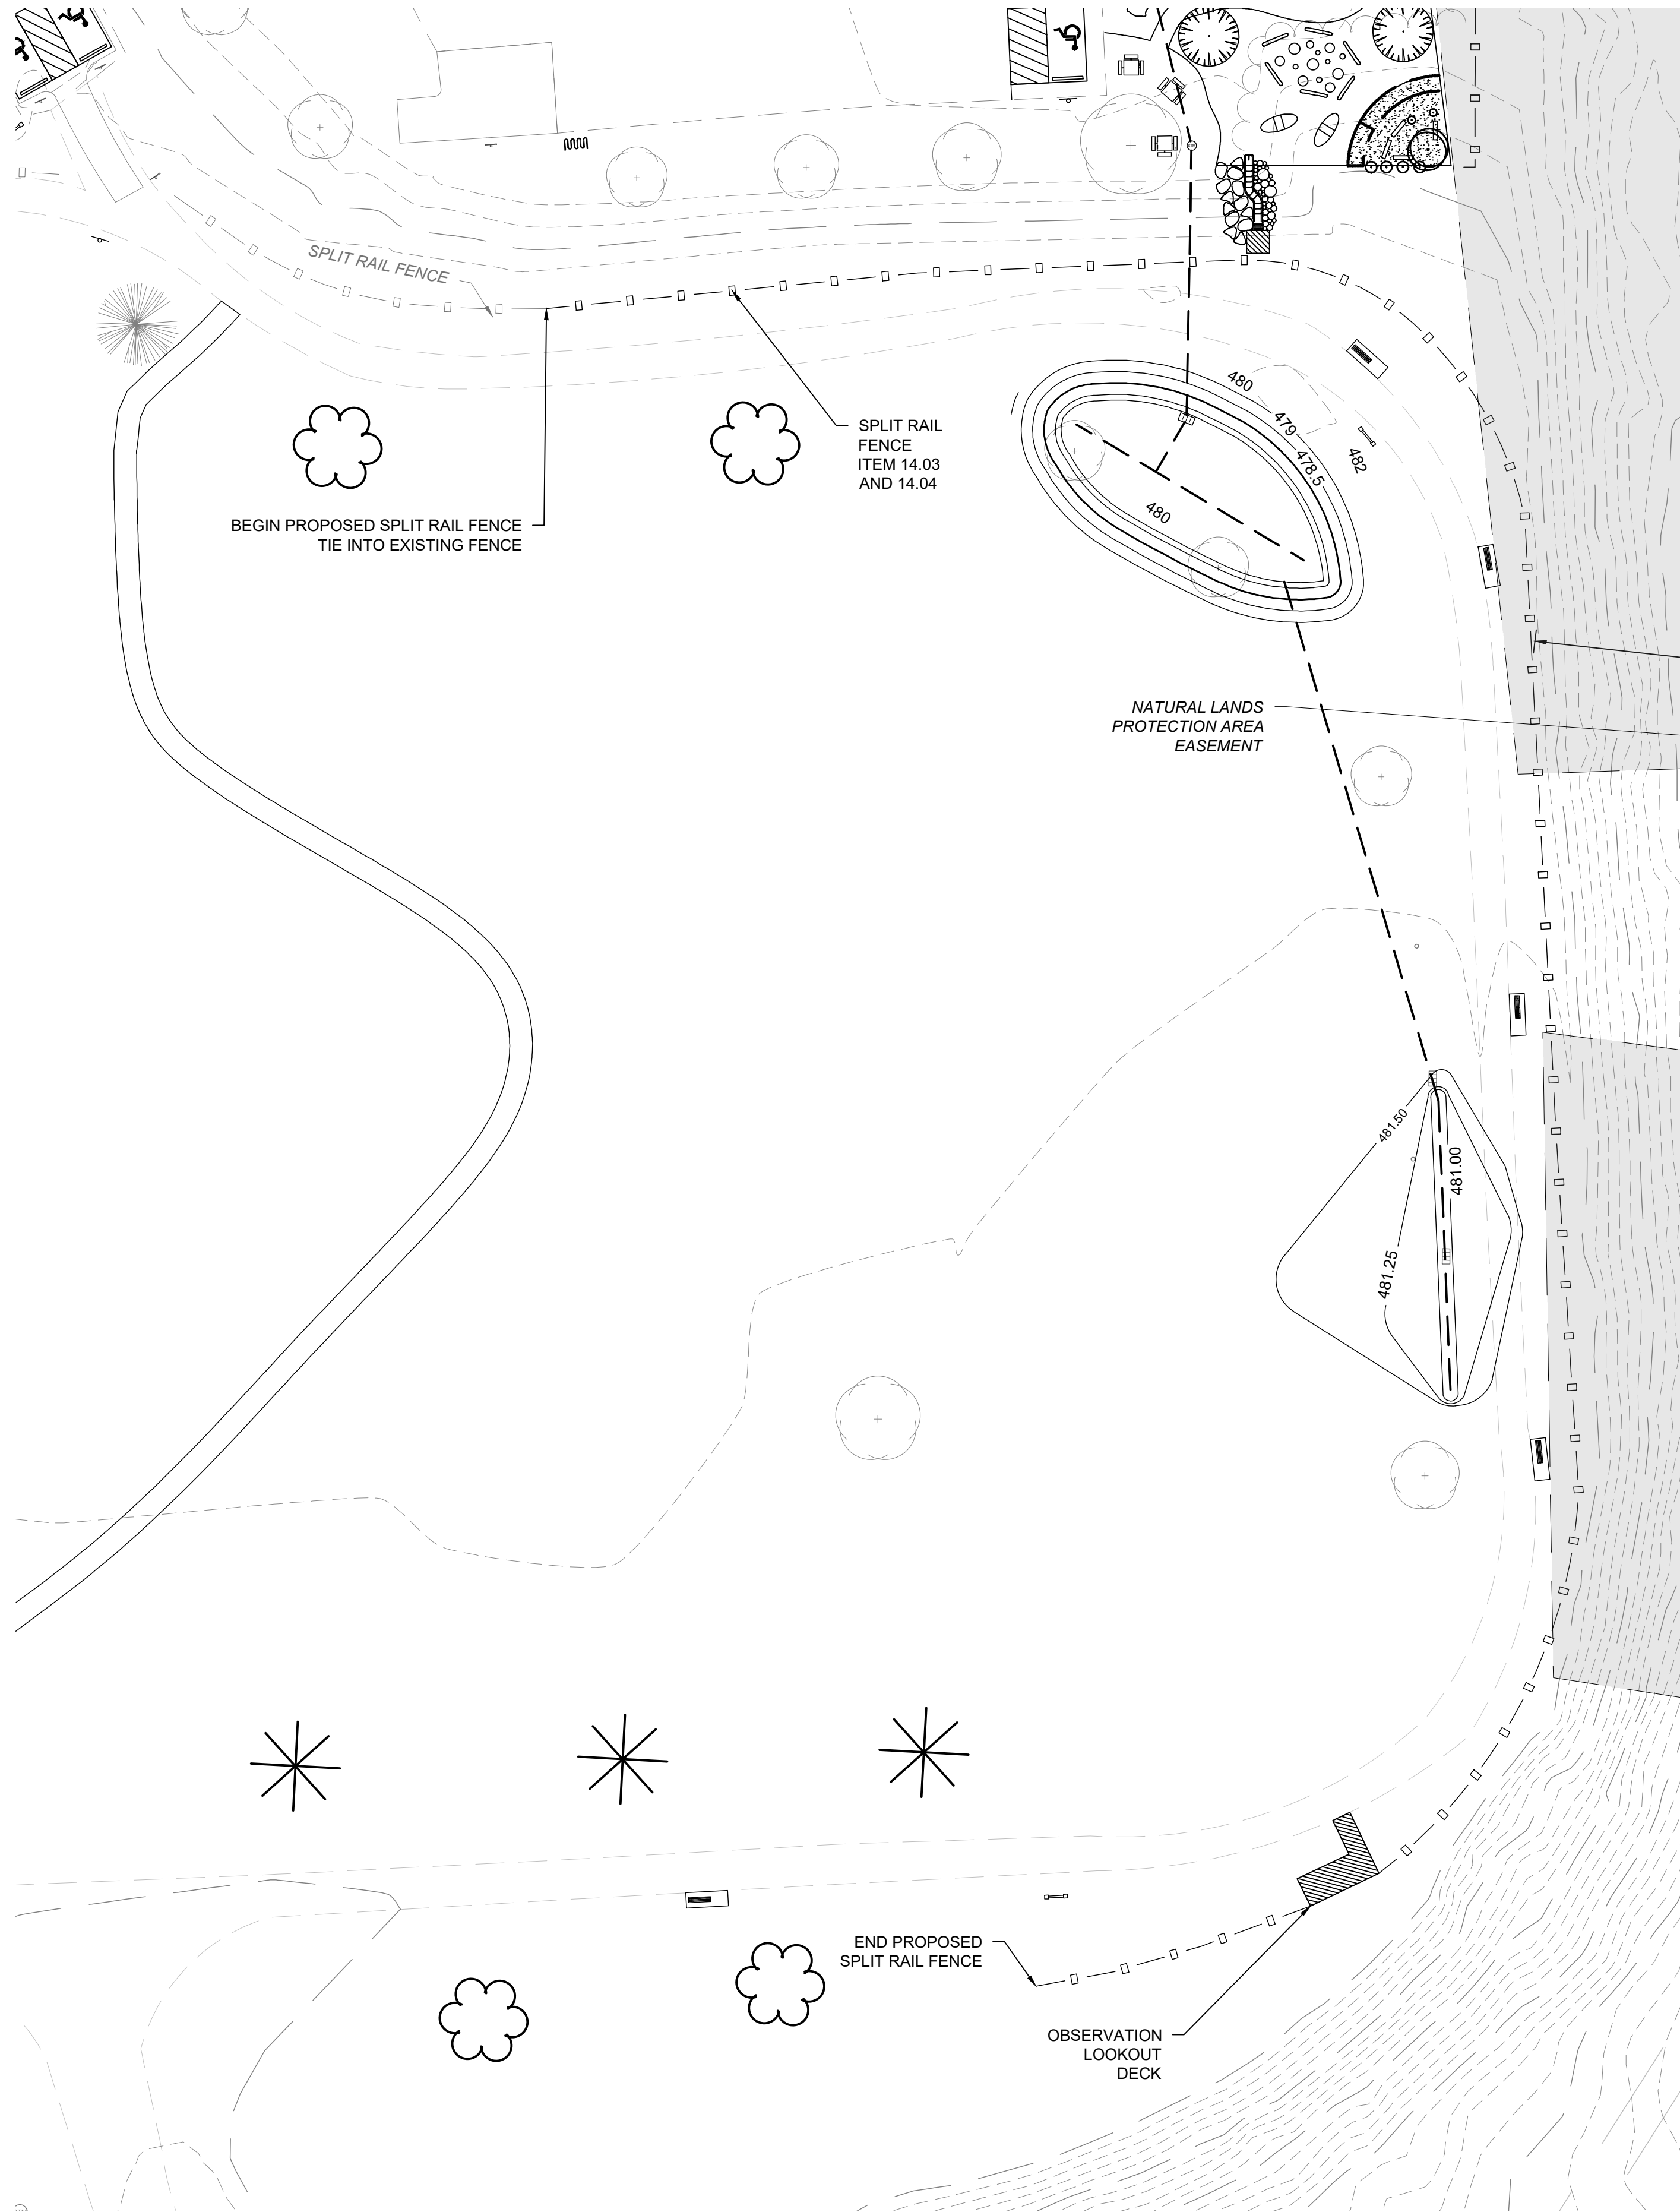 SPLIT RAIL FENCE
SPLIT RAIL
FENCE
ITEM 14.03
AND 14.04
BEGIN PROPOSED SPLIT RAIL FENCE
TIE INTO EXISTING FENCE
480
479
478.5
482
480
NATURAL LANDS
PROTECTION AREA
EASEMENT
481.50
481.00
481.25
END PROPOSED
SPLIT RAIL FENCE
OBSERVATION
LOOKOUT
DECK